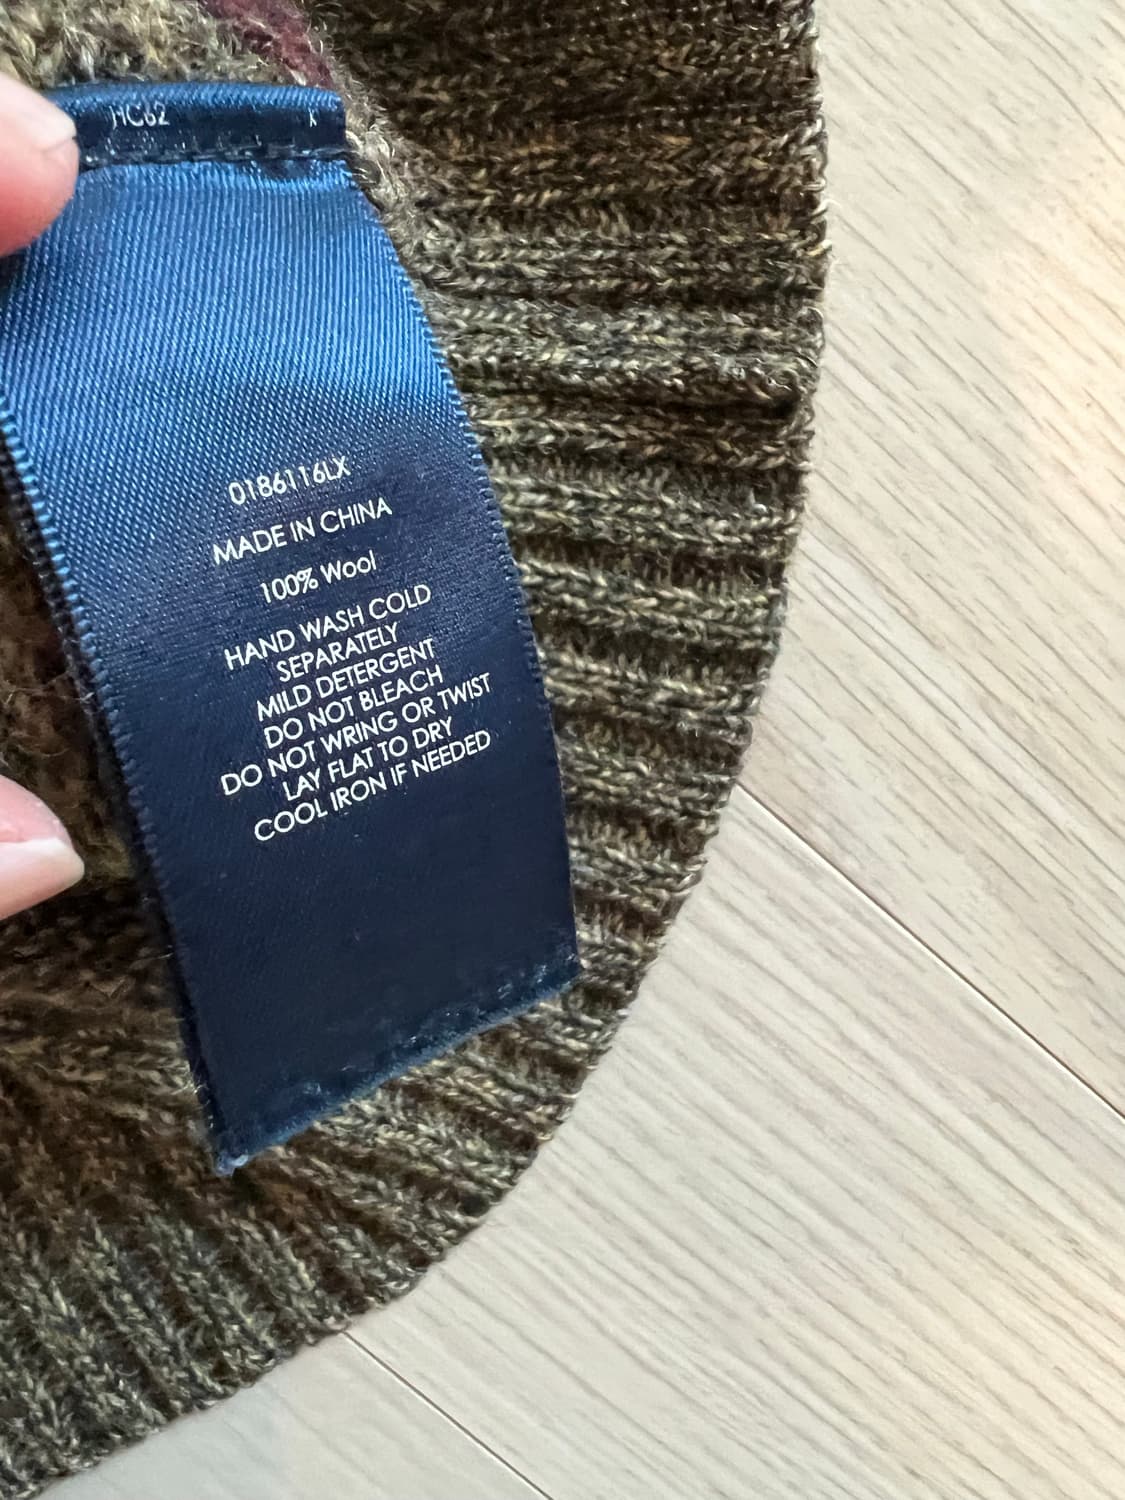 HC62
0186116LX
MADE IN CHINA
100% Wool
HAND WASH COLD
SEPARATELY
MILD DETERGENT
DO NOT BLEACH
DO NOT WRING OR TWIST
LAY FLAT TO DRY
COOL IRON IF NEEDED